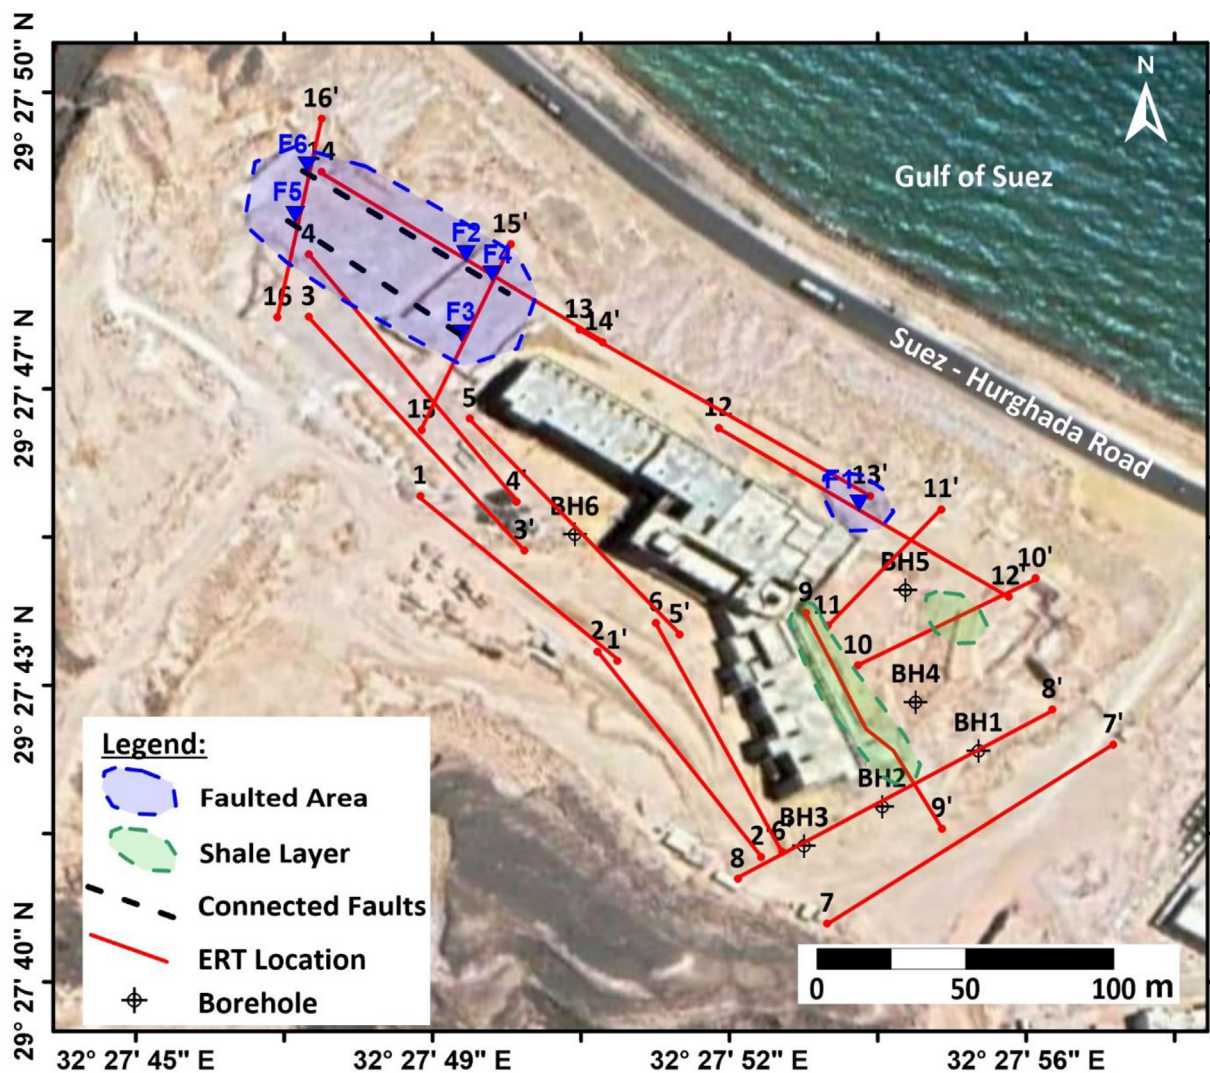 29° 27' 50" N
29° 27' 47" N
29° 27' 43" N
29° 27' 40" N
N
Gulf of Suez
Suez - Hurghada Road
16'
F6
14
F5
4
F2
15'
F4
16
3
F3
13
14'
15
5
12
1
4'
BH6
3'
F1
13'
11'
BH5
12'
10'
9
11
6
5'
2
1'
10
BH4
8'
BH1
7'
BH2
9'
BH3
2'
6'
8
7
Legend:
Faulted Area
Shale Layer
Connected Faults
ERT Location
Borehole
0
50
100 m
32° 27' 45" E
32° 27' 49" E
32° 27' 52" E
32° 27' 56" E